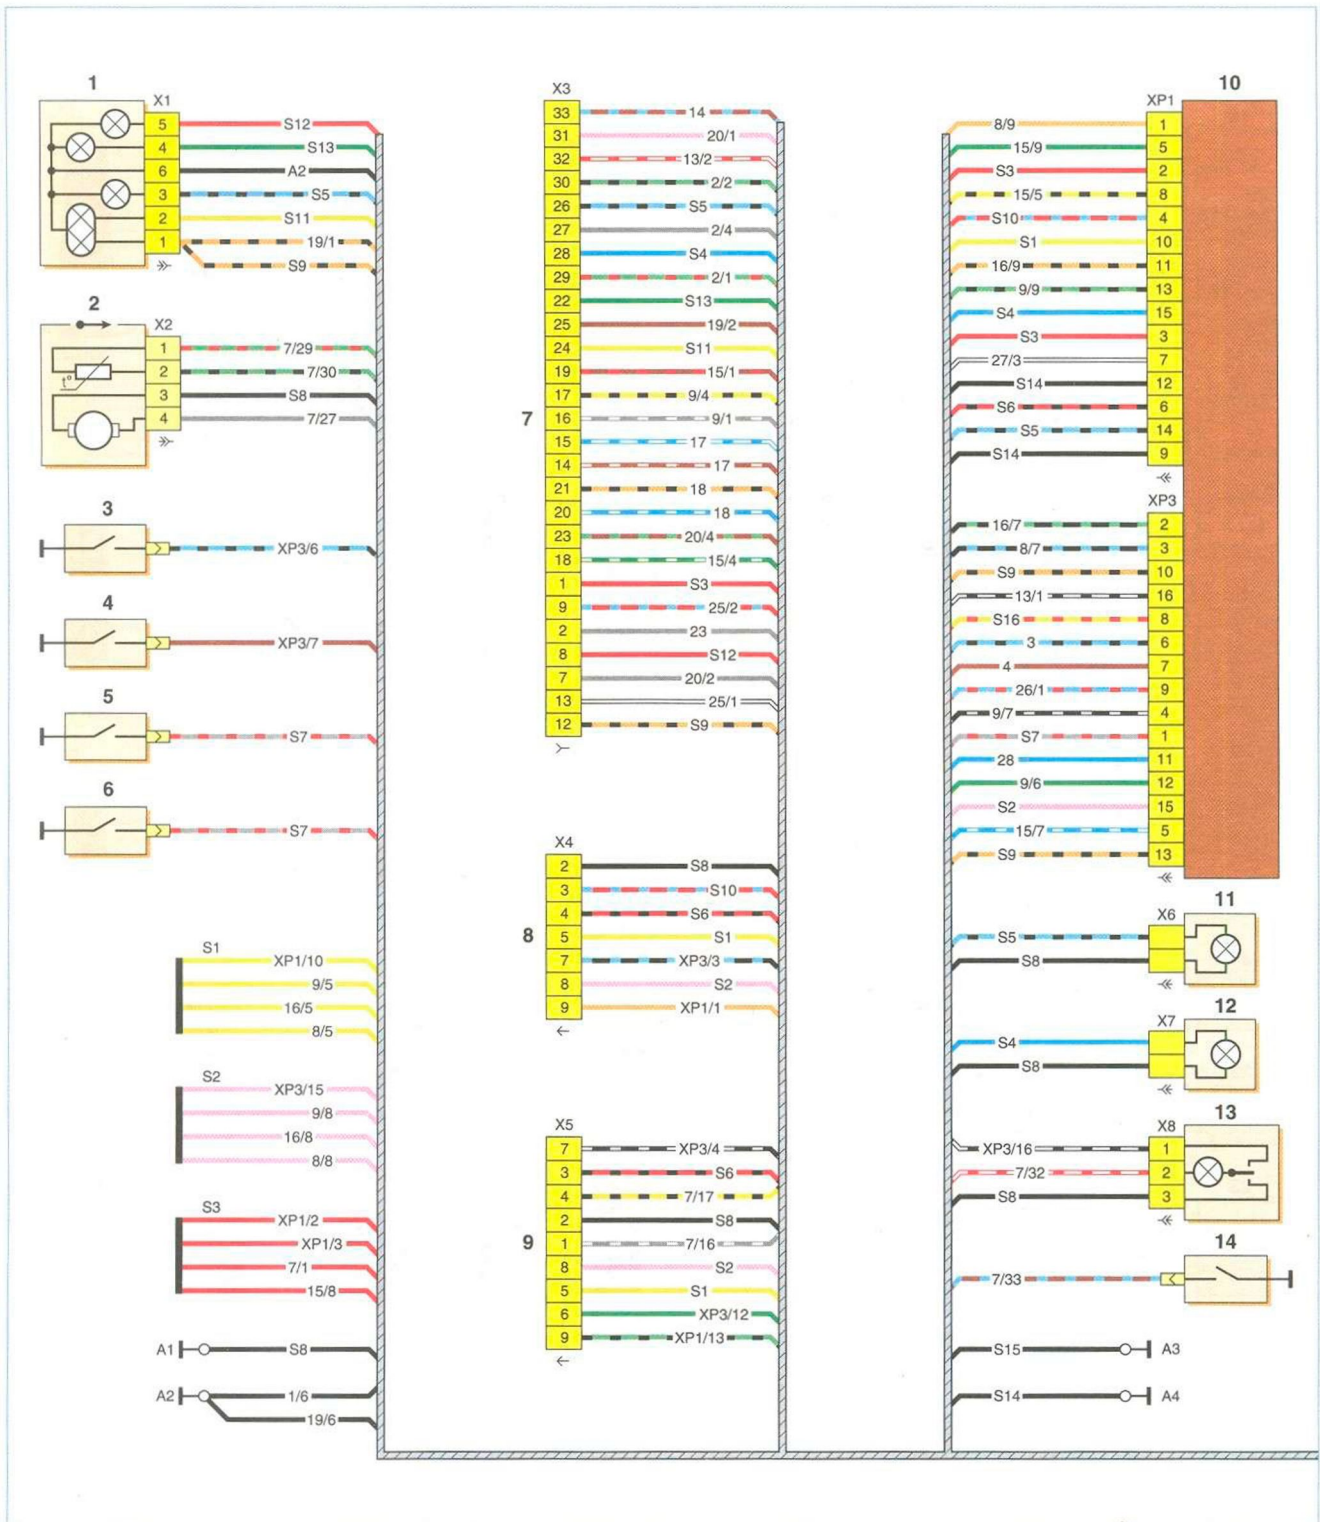 1
X1
5 S12
4 S13
6 A2
3 S5
2 S11
1 19/1
S9
2
X2
t°
1 7/29
2 7/30
3 S8
4 7/27
3
XP3/6
4
XP3/7
5
S7
6
S7
S1
XP1/10
9/5
16/5
8/5
S2
XP3/15
9/8
16/8
8/8
S3
XP1/2
XP1/3
7/1
15/8
A1 S8
A2 1/6
19/6
X3
33 14
31 20/1
32 13/2
30 2/2
26 S5
27 2/4
28 S4
29 2/1
22 S13
25 19/2
24 S11
19 15/1
17 9/4
7
16 9/1
15 17
14 17
21 18
20 18
23 20/4
18 15/4
1 S3
9 25/2
2 23
8 S12
7 20/2
13 25/1
12 S9
X4
2 S8
3 S10
4 S6
8
5 S1
7 XP3/3
8 S2
9 XP1/1
X5
7 XP3/4
3 S6
4 7/17
2 S8
9
1 7/16
8 S2
5 S1
6 XP3/12
9 XP1/13
10
XP1
8/9 1
15/9 5
S3 2
15/5 8
S10 4
S1 10
16/9 11
9/9 13
S4 15
S3 3
27/3 7
S14 12
S6 6
S5 14
S14 9
XP3
16/7 2
8/7 3
S9 10
13/1 16
S16 8
3 6
4 7
26/1 9
9/7 4
S7 1
28 11
9/6 12
S2 15
15/7 5
S9 13
11
X6
S5
S8
12
X7
S4
S8
13
X8
XP3/16 1
7/32 2
S8 3
14
7/33
S15 A3
S14 A4